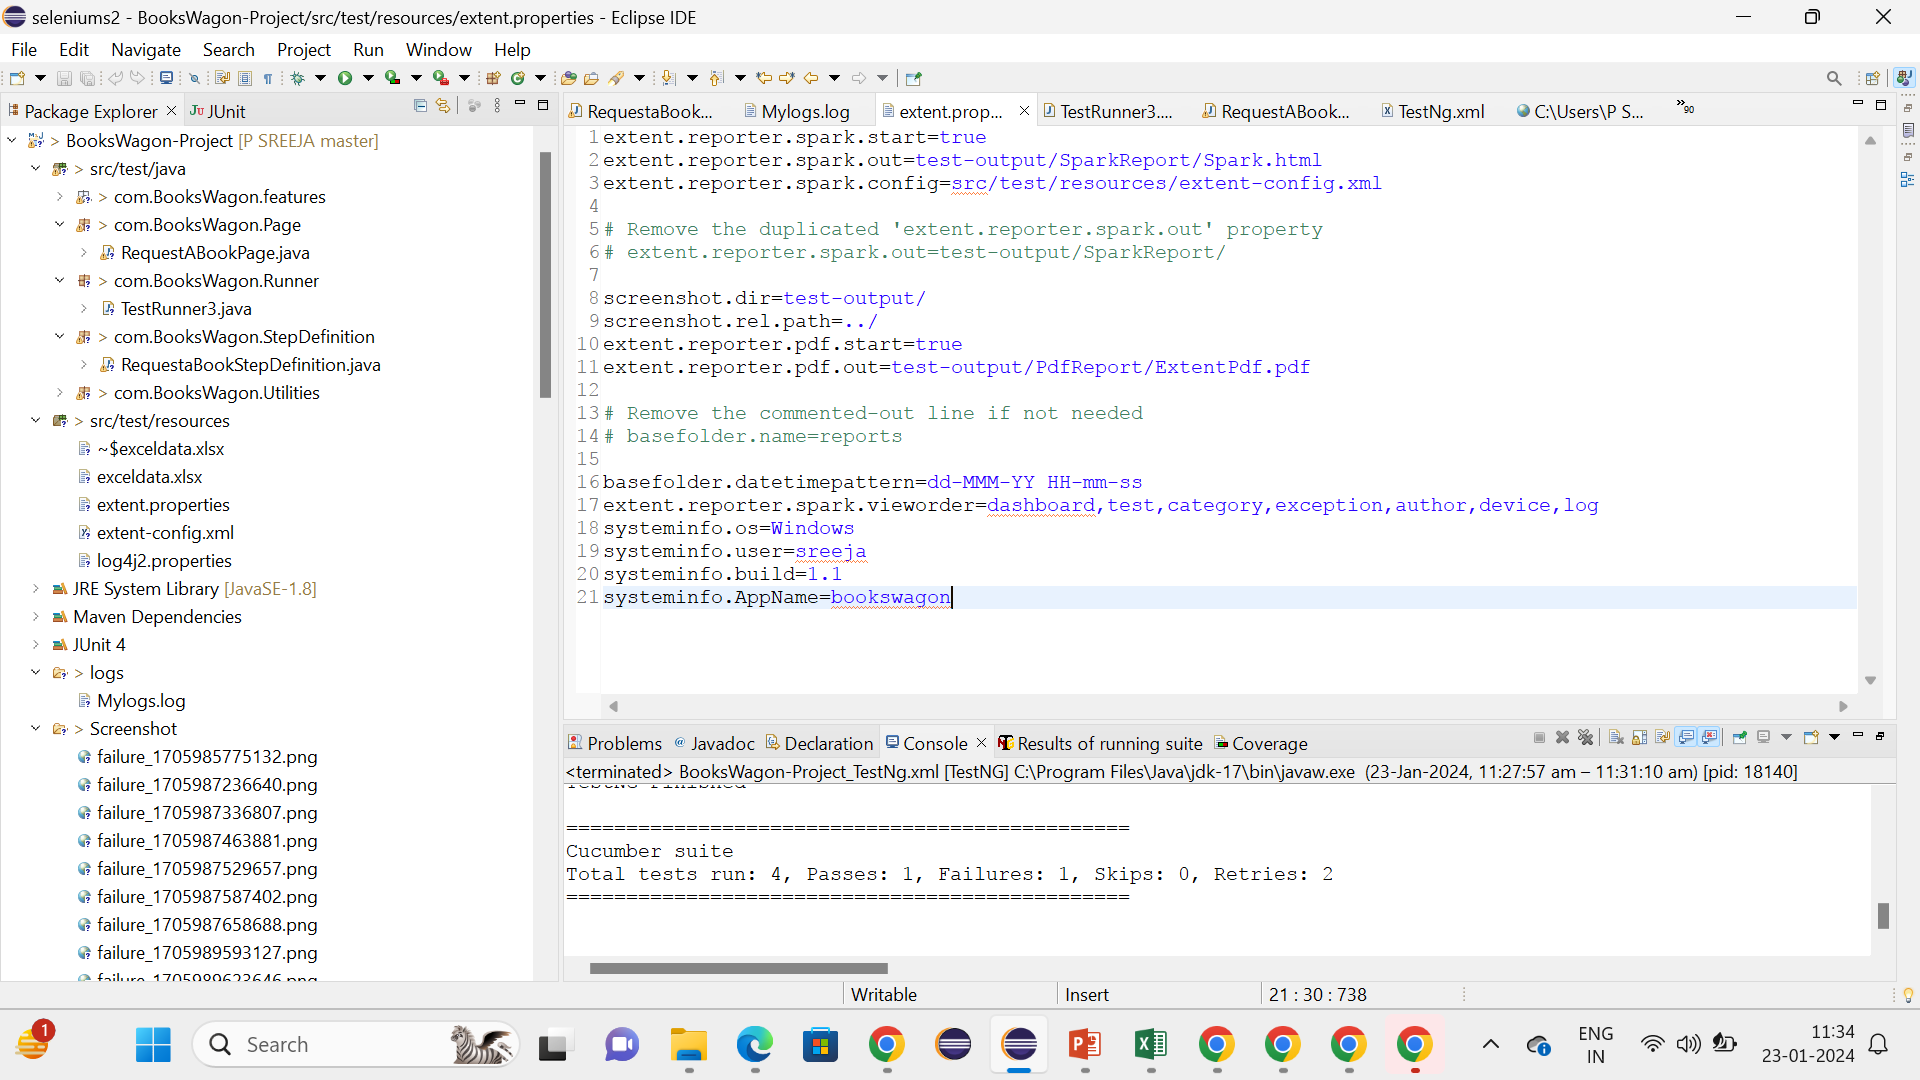 seleniums2 - BooksWagon-Project/src/test/resources/extent.properties - Eclipse IDE
File Edit Navigate Search Project Run Window Help
Package Explorer
JUnit
RequestaBook...
Mylogs.log
extent.prop...
TestRunner3....
RequestABook...
TestNg.xml
C:\Users\P S...
»90
> BooksWagon-Project [P SREEJA master]
> src/test/java
> com.BooksWagon.features
> com.BooksWagon.Page
RequestABookPage.java
> com.BooksWagon.Runner
TestRunner3.java
> com.BooksWagon.StepDefinition
RequestaBookStepDefinition.java
> com.BooksWagon.Utilities
> src/test/resources
~$exceldata.xlsx
exceldata.xlsx
extent.properties
extent-config.xml
log4j2.properties
JRE System Library [JavaSE-1.8]
Maven Dependencies
JUnit 4
> logs
Mylogs.log
> Screenshot
failure_1705985775132.png
failure_1705987236640.png
failure_1705987336807.png
failure_1705987463881.png
failure_1705987529657.png
failure_1705987587402.png
failure_1705987658688.png
failure_1705989593127.png
failure_1705989623646.png
1 extent.reporter.spark.start=true
2 extent.reporter.spark.out=test-output/SparkReport/Spark.html
3 extent.reporter.spark.config=src/test/resources/extent-config.xml
4
5 # Remove the duplicated 'extent.reporter.spark.out' property
6 # extent.reporter.spark.out=test-output/SparkReport/
7
8 screenshot.dir=test-output/
9 screenshot.rel.path=../
10 extent.reporter.pdf.start=true
11 extent.reporter.pdf.out=test-output/PdfReport/ExtentPdf.pdf
12
13 # Remove the commented-out line if not needed
14 # basefolder.name=reports
15
16 basefolder.datetimepattern=dd-MMM-YY HH-mm-ss
17 extent.reporter.spark.vieworder=dashboard,test,category,exception,author,device,log
18 systeminfo.os=Windows
19 systeminfo.user=sreeja
20 systeminfo.build=1.1
21 systeminfo.AppName=bookswagon
Problems @ Javadoc Declaration Console Results of running suite Coverage
<terminated> BooksWagon-Project_TestNg.xml [TestNG] C:\Program Files\Java\jdk-17\bin\javaw.exe (23-Jan-2024, 11:27:57 am – 11:31:10 am) [pid: 18140]
===============================================
Cucumber suite
Total tests run: 4, Passes: 1, Failures: 1, Skips: 0, Retries: 2
===============================================
Writable Insert 21 : 30 : 738
1
Search
ENG
IN
11:34
23-01-2024